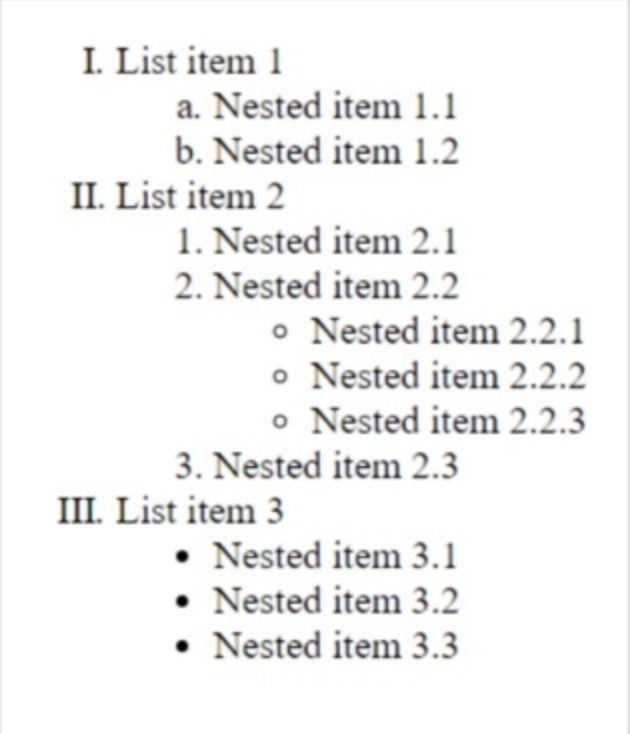 I. List item 1
a. Nested item 1.1
b. Nested item 1.2
II. List item 2
1. Nested item 2.1
2. Nested item 2.2
○ Nested item 2.2.1
○ Nested item 2.2.2
○ Nested item 2.2.3
3. Nested item 2.3
III. List item 3
• Nested item 3.1
• Nested item 3.2
• Nested item 3.3